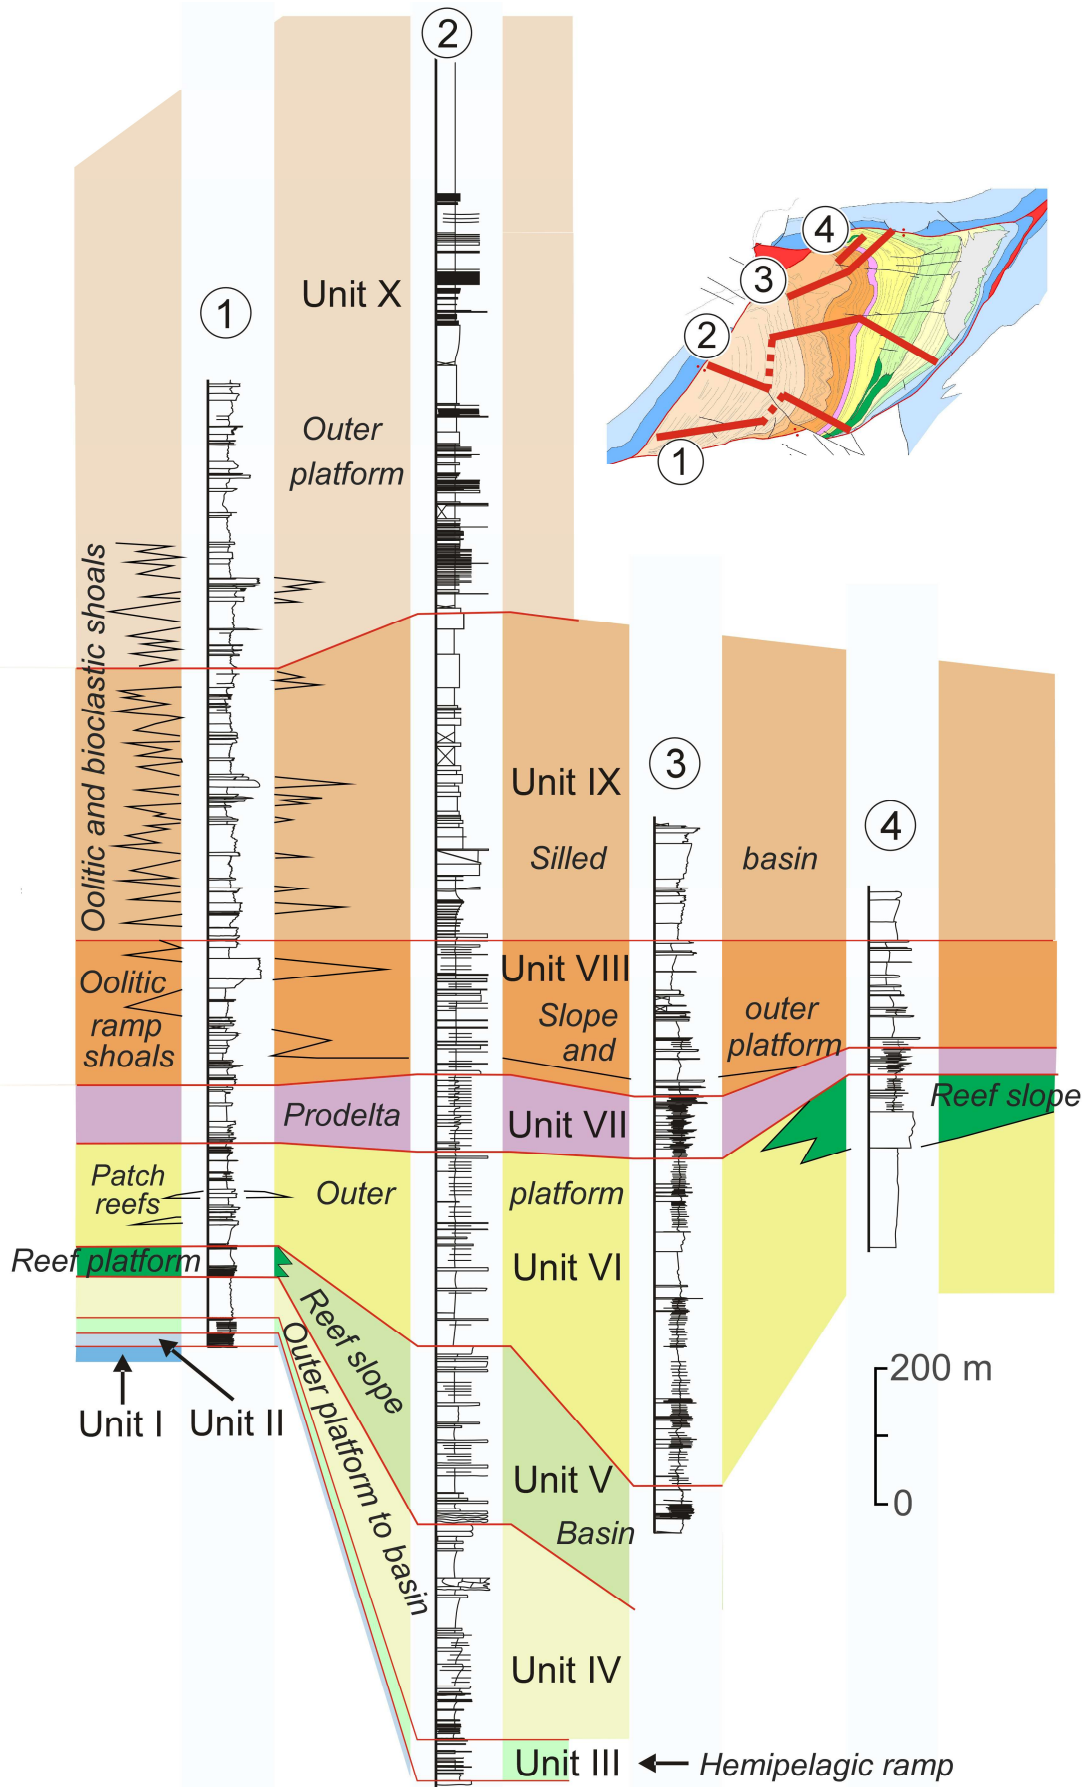 2
1
Unit X
Outer
platform
4
3
2
1
Oolitic and bioclastic shoals
Unit IX
3
Silled
basin
4
Oolitic
ramp
shoals
Unit VIII
Slope
and
outer
platform
Prodelta
Unit VII
Reef slope
Patch
reefs
Outer
platform
Reef platform
Unit VI
Reef slope
Outer platform to basin
Unit I
Unit II
200 m
0
Unit V
Basin
Unit IV
Unit III
Hemipelagic ramp